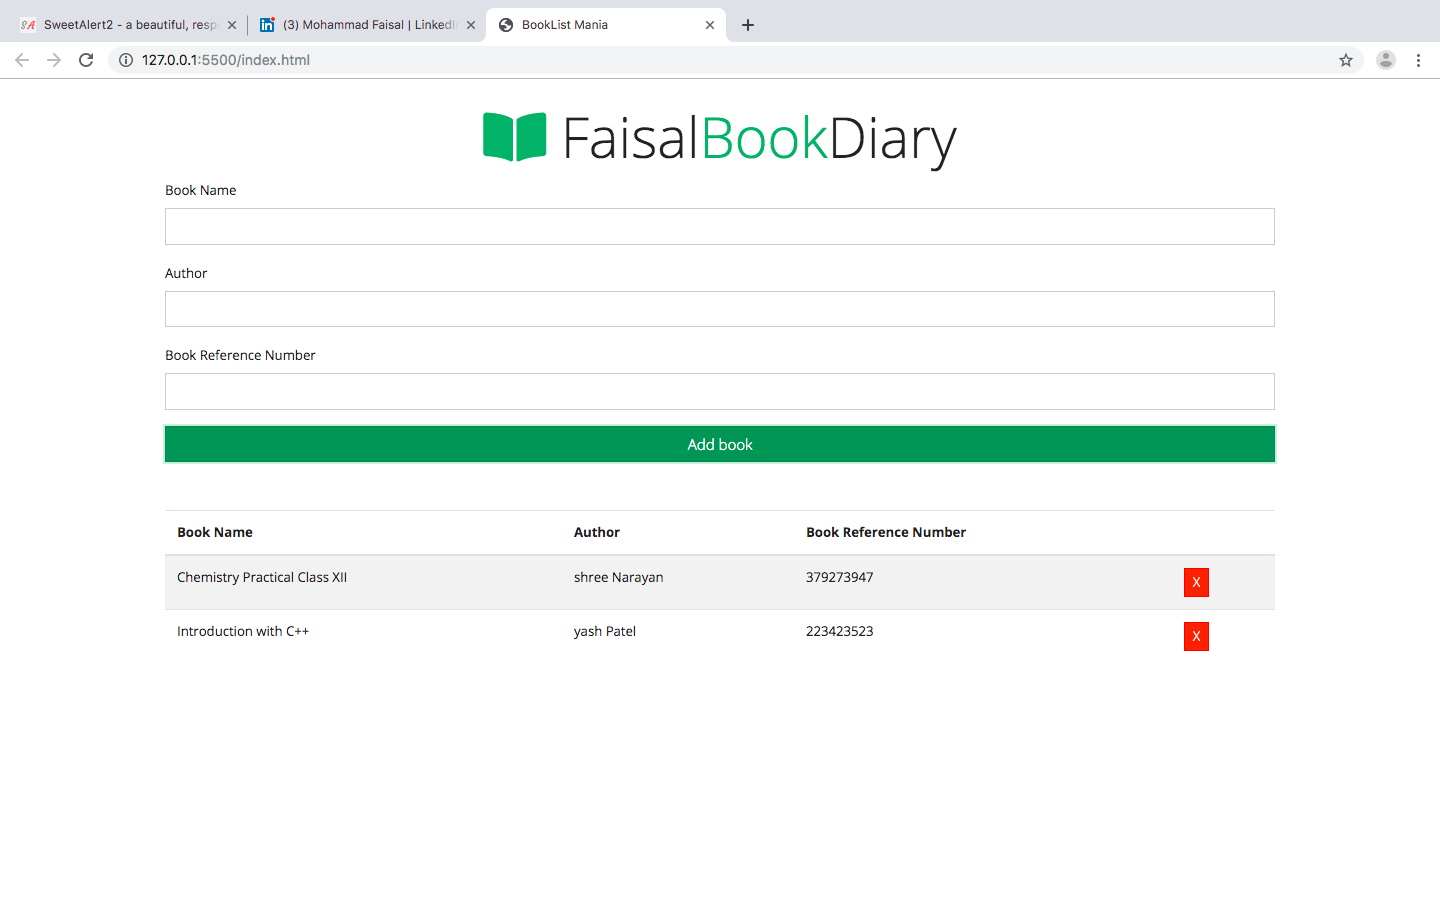 SweetAlert2 - a beautiful, resp
(3) Mohammad Faisal | LinkedIn
BookList Mania
127.0.0.1:5500/index.html
FaisalBookDiary
Book Name
Author
Book Reference Number
Add book
Book Name Author Book Reference Number
Chemistry Practical Class XII shree Narayan 379273947 X
Introduction with C++ yash Patel 223423523 X